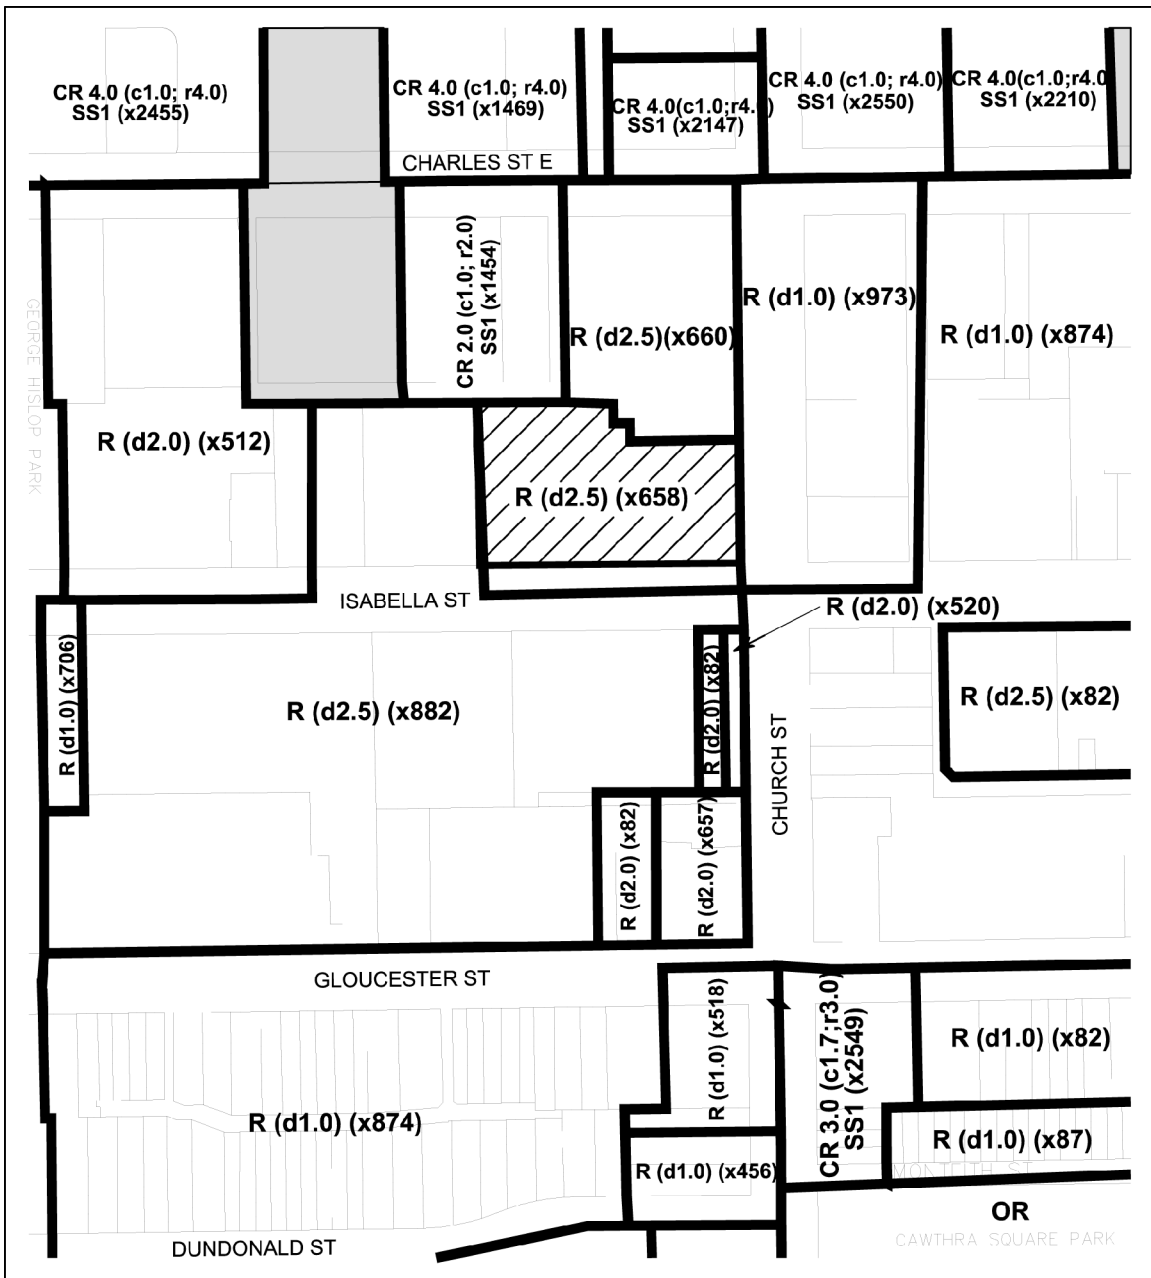 CR 4.0 (c1.0; r4.0)
SS1 (x2455)
CR 4.0 (c1.0; r4.0)
SS1 (x1469)
CR 4.0(c1.0;r4.0)
SS1 (x2147)
CR 4.0 (c1.0; r4.0)
SS1 (x2550)
CR 4.0(c1.0;r4.0
SS1 (x2210)
CHARLES ST E
CR 2.0 (c1.0; r2.0)
SS1 (x1454)
R (d2.5)(x660)
R (d1.0) (x973)
R (d1.0) (x874)
GEORGE HISLOP PARK
R (d2.0) (x512)
R (d2.5) (x658)
ISABELLA ST
R (d2.0) (x520)
R (d1.0) (x706)
R (d2.5) (x882)
R (d2.0) (x82)
CHURCH ST
R (d2.5) (x82)
R (d2.0) (x82)
R (d2.0) (x657)
GLOUCESTER ST
R (d1.0) (x518)
CR 3.0 (c1.7;r3.0)
SS1 (x2549)
R (d1.0) (x82)
R (d1.0) (x874)
R (d1.0) (x87)
R (d1.0) (x456)
MONTEITH ST
OR
CAWTHRA SQUARE PARK
DUNDONALD ST